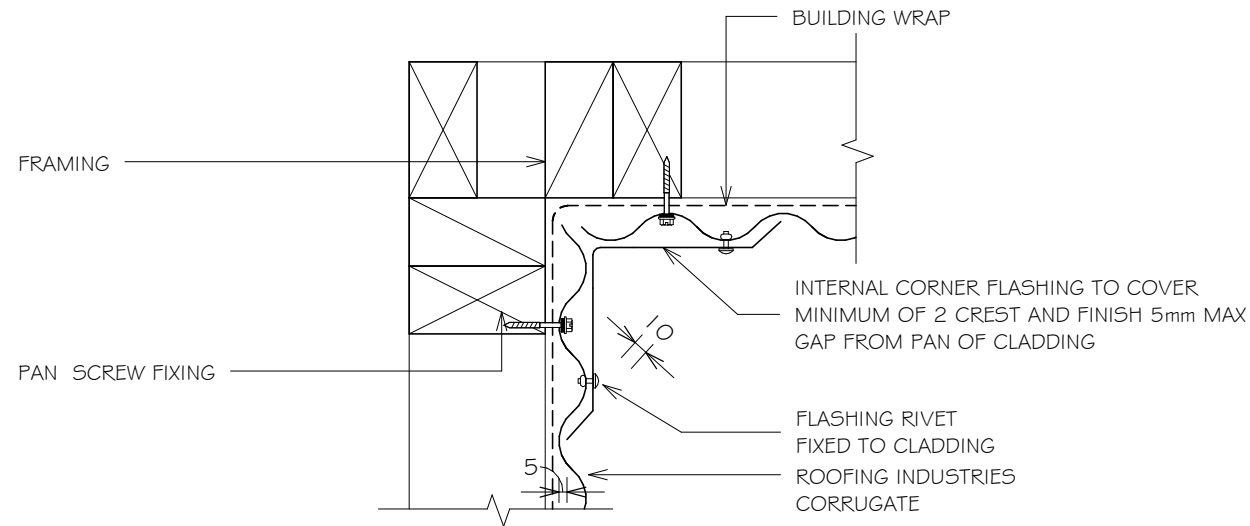 BUILDING WRAP
FRAMING
INTERNAL CORNER FLASHING TO COVER
MINIMUM OF 2 CREST AND FINISH 5mm MAX
GAP FROM PAN OF CLADDING
10
PAN SCREW FIXING
FLASHING RIVET
FIXED TO CLADDING
5
ROOFING INDUSTRIES
CORRUGATE